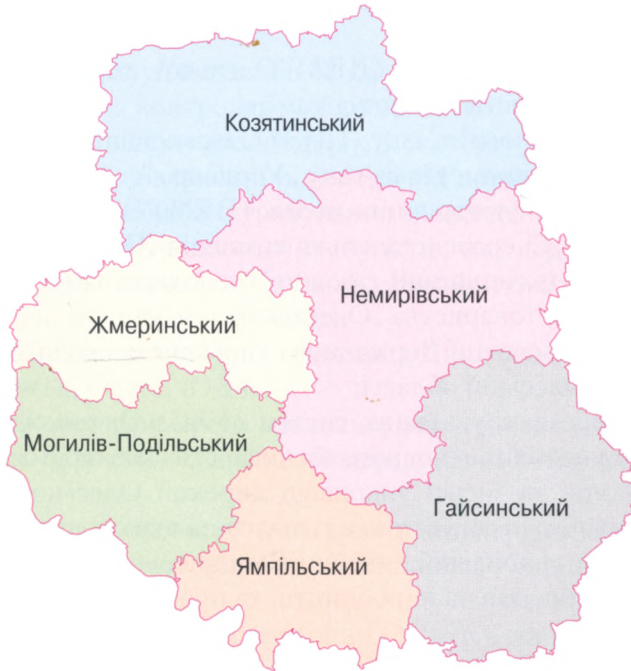 Козятинський
Немирівський
Жмеринський
Могилів-Подільський
Гайсинський
Ямпільський